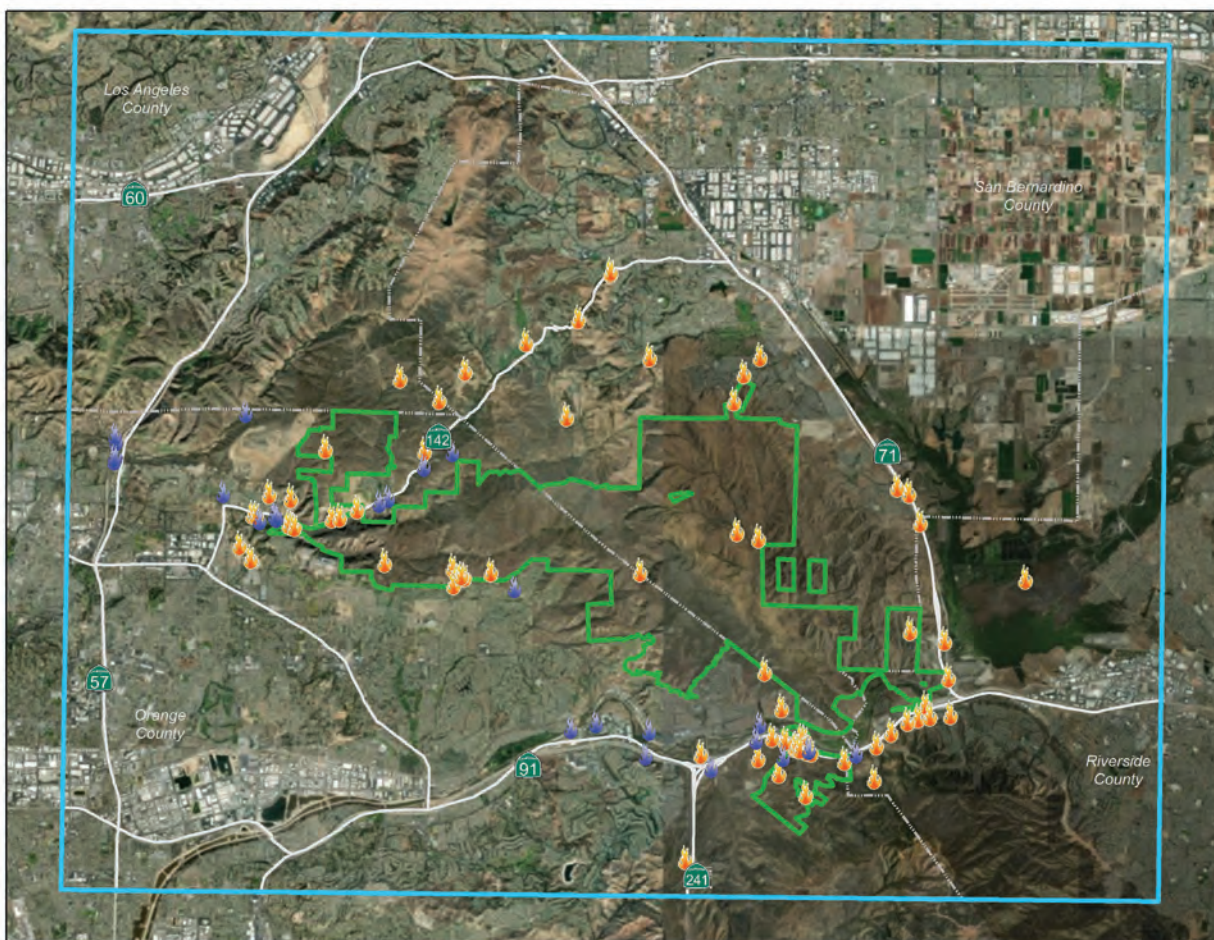 Los Angeles
County
60
San Bernardino
County
142
71
57
Orange
County
91
Riverside
County
241